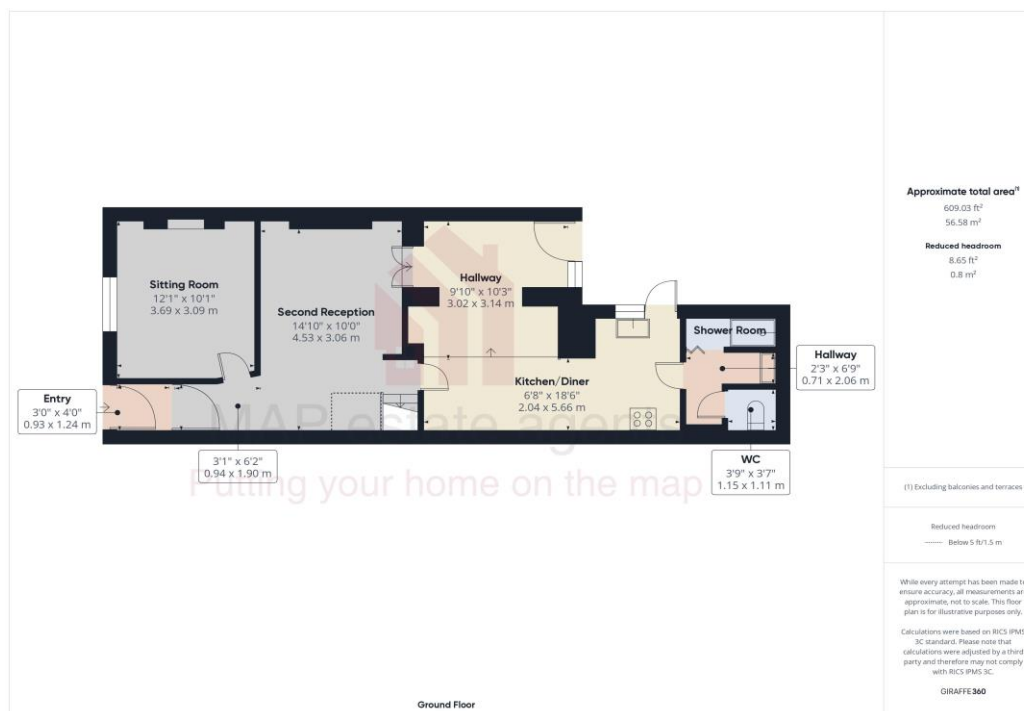 Approximate total area(1)
609.03 ft²
56.58 m²
Reduced headroom
8.65 ft²
0.8 m²
Sitting Room
12'1" x 10'1"
3.69 x 3.09 m
Second Reception
14'10" x 10'0"
4.53 x 3.06 m
Hallway
9'10" x 10'3"
3.02 x 3.14 m
Shower Room
Hallway
2'3" x 6'9"
0.71 x 2.06 m
Kitchen/Diner
6'8" x 18'6"
2.04 x 5.66 m
Entry
3'0" x 4'0"
0.93 x 1.24 m
MAP estate agents
3'1" x 6'2"
0.94 x 1.90 m
WC
3'9" x 3'7"
1.15 x 1.11 m
Putting your home on the map
(1) Excluding balconies and terraces
Reduced headroom
------- Below 5 ft/1.5 m
While every attempt has been made to
ensure accuracy, all measurements are
approximate, not to scale. This floor
plan is for illustrative purposes only.
Calculations were based on RICS IPMS
3C standard. Please note that
calculations were adjusted by a third
party and therefore may not comply
with RICS IPMS 3C.
GIRAFFE360
Ground Floor